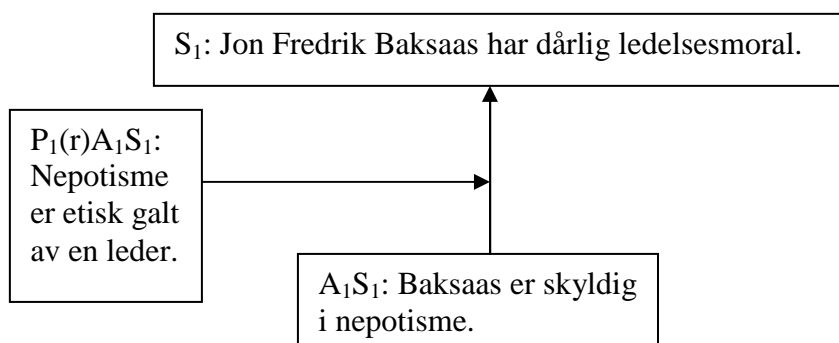 S₁: Jon Fredrik Baksaas har dårlig ledelsesmoral.
P₁(r)A₁S₁:
Nepotisme
er etisk galt
av en leder.
A₁S₁: Baksaas er skyldig
i nepotisme.